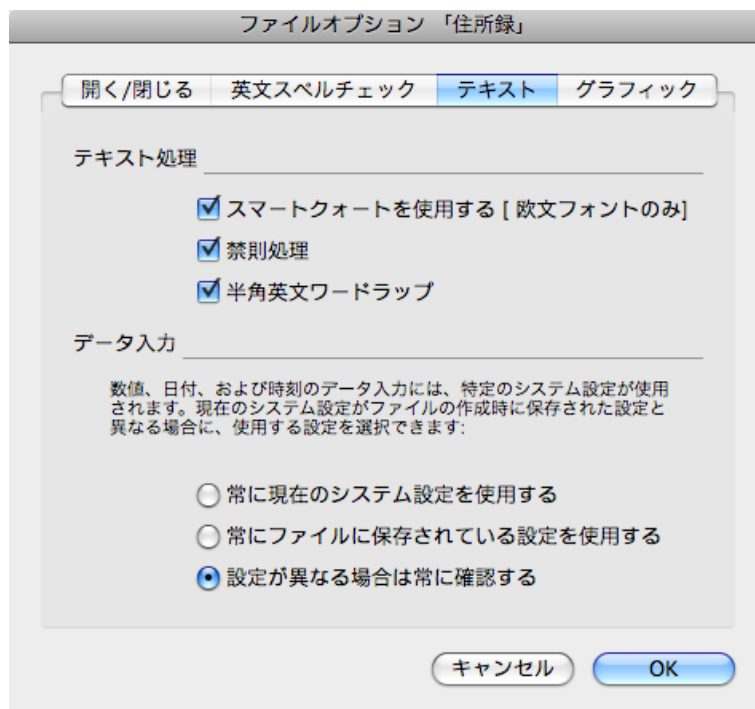 ファイルオプション 「住所録」
開く/閉じる 英文スペルチェック テキスト グラフィック
テキスト処理
スマートクォートを使用する [ 欧文フォントのみ]
禁則処理
半角英文ワードラップ
データ入力
数値、日付、および時刻のデータ入力には、特定のシステム設定が使用
されます。現在のシステム設定がファイルの作成時に保存された設定と
異なる場合に、使用する設定を選択できます:
常に現在のシステム設定を使用する
常にファイルに保存されている設定を使用する
設定が異なる場合は常に確認する
キャンセル OK